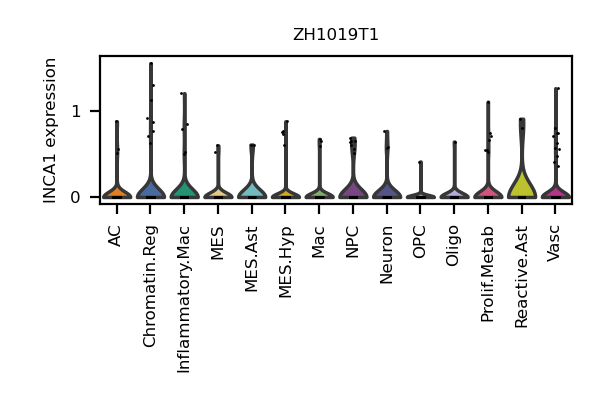 ZH1019T1
INCA1 expression
1
0
AC
Chromatin.Reg
Inflammatory.Mac
MES
MES.Ast
MES.Hyp
Mac
NPC
Neuron
OPC
Oligo
Prolif.Metab
Reactive.Ast
Vasc